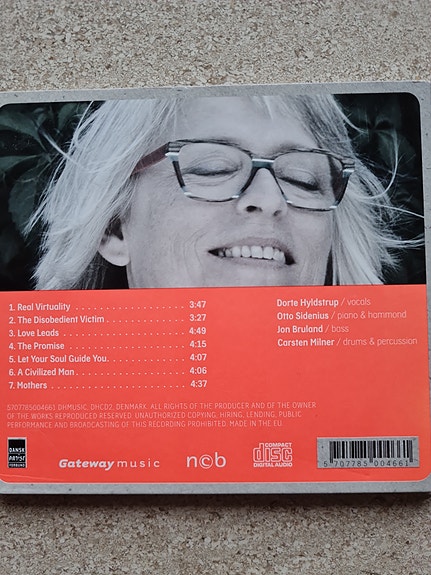 1. Real Virtuality . . . . . . . . . . . . . . . . . . . . 3:47
2. The Disobedient Victim . . . . . . . . . . . . . 3:27
3. Love Leads . . . . . . . . . . . . . . . . . . . . . . 4:49
4. The Promise . . . . . . . . . . . . . . . . . . . . . 4:15
5. Let Your Soul Guide You . . . . . . . . . . . . . 4:07
6. A Civilized Man . . . . . . . . . . . . . . . . . . . 4:06
7. Mothers . . . . . . . . . . . . . . . . . . . . . . . . 4:37
Dorte Hyldstrup / vocals
Otto Sidenius / piano & hammond
Jon Bruland / bass
Carsten Milner / drums & percussion
5707785004661 DHMUSIC, DHCD2, DENMARK. ALL RIGHTS OF THE PRODUCER AND OF THE OWNER
OF THE WORKS REPRODUCED RESERVED. UNAUTHORIZED COPYING, HIRING, LENDING, PUBLIC
PERFORMANCE AND BROADCASTING OF THIS RECORDING PROHIBITED. MADE IN THE EU.
DANSK
ARTIST
FORBUND
Gateway music
n©b
COMPACT
disc
DIGITAL AUDIO
5 707785 004661